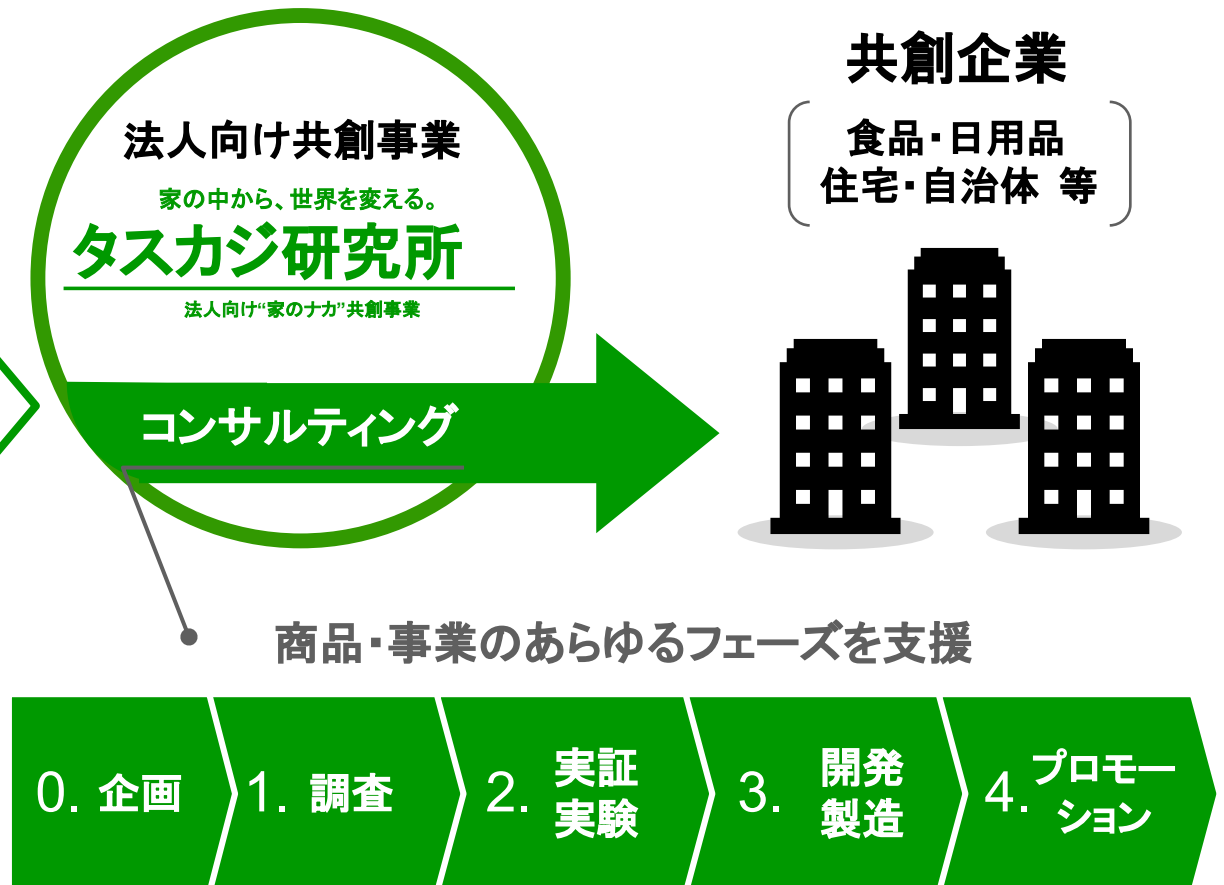 法人向け共創事業
家の中から、世界を変える。
タスカジ研究所
法人向け“家のナカ”共創事業
コンサルティング
共創企業
食品・日用品
住宅・自治体 等
商品・事業のあらゆるフェーズを支援
0. 企画
1. 調査
2. 実証
実験
3. 開発
製造
4. プロモー
ション